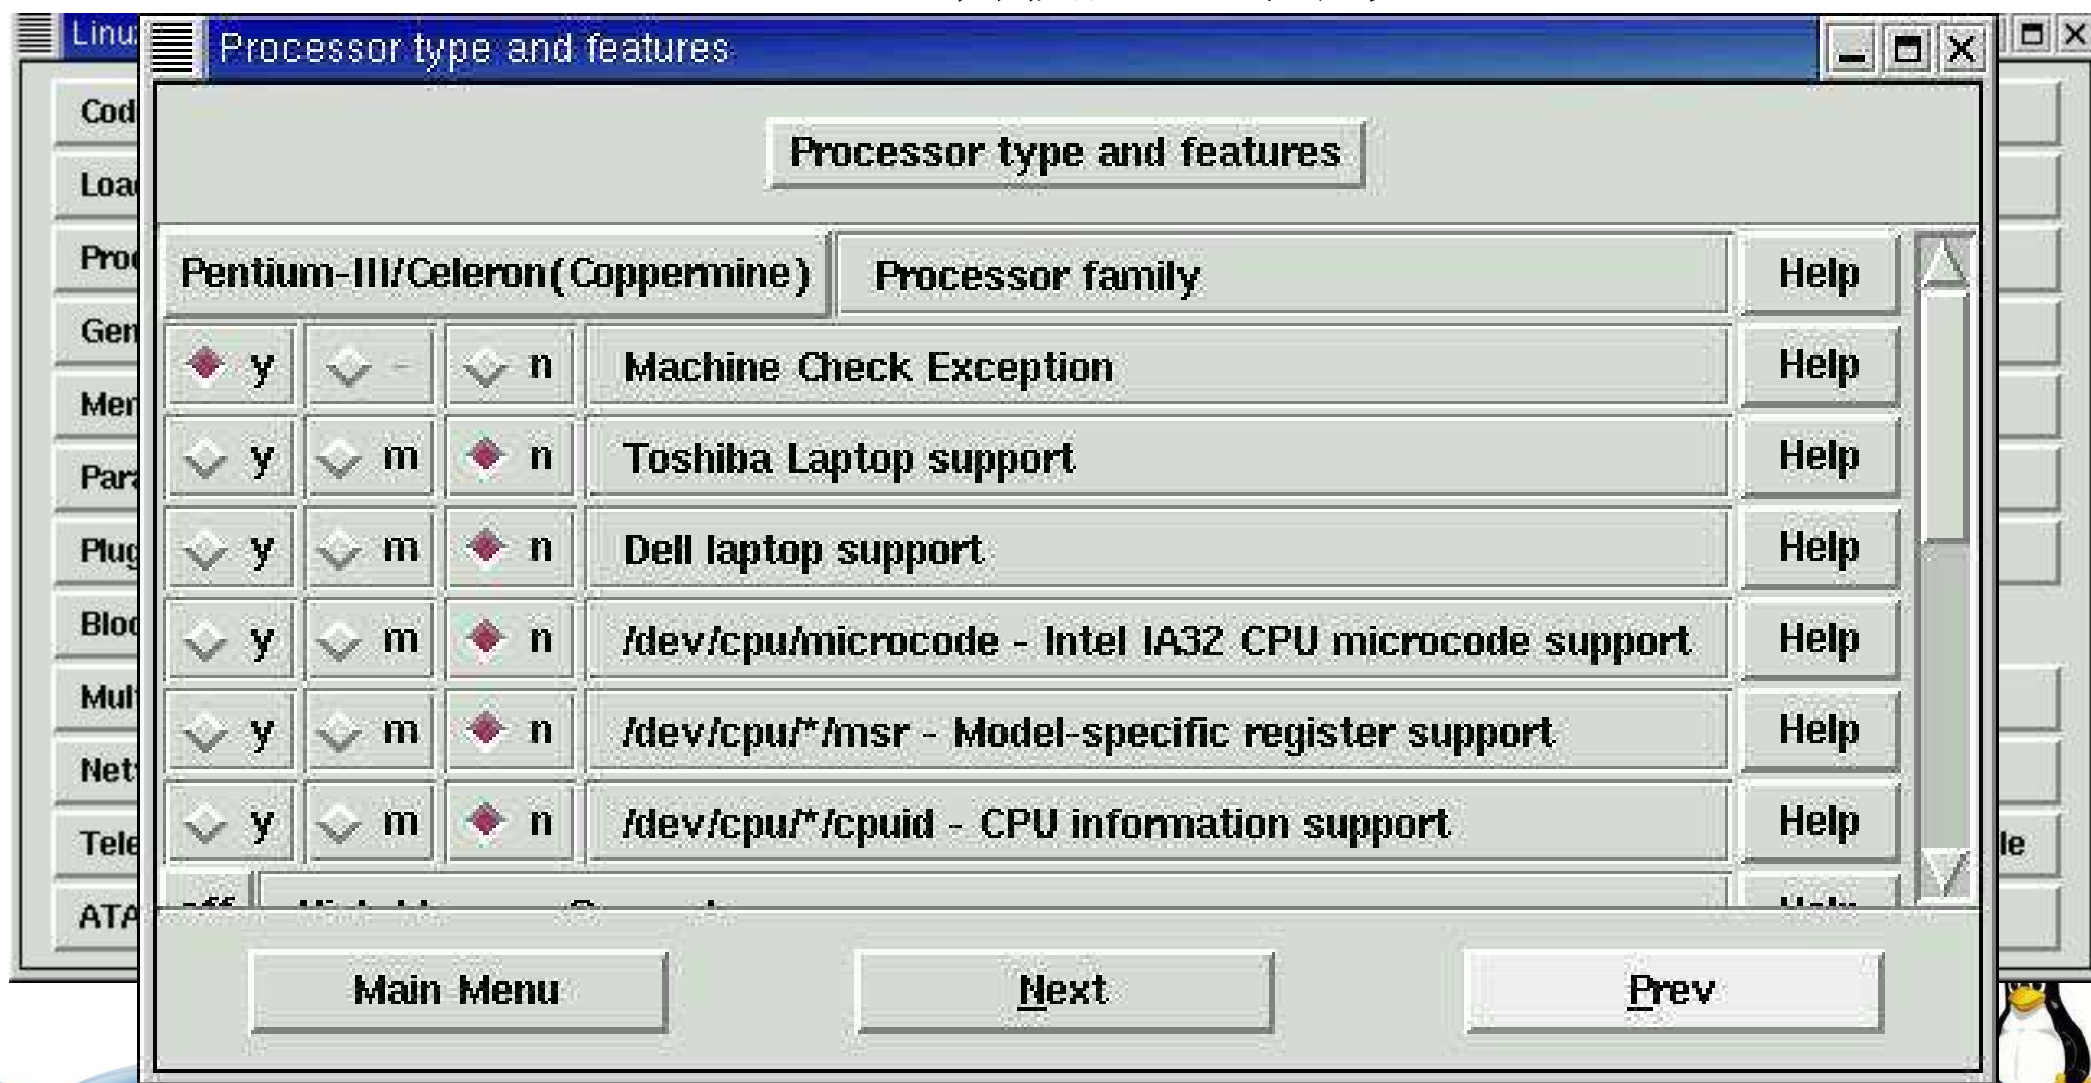 Processor type and features
Processor type and features
Pentium-III/Celeron(Coppermine) Processor family Help
y - n Machine Check Exception Help
y m n Toshiba Laptop support Help
y m n Dell laptop support Help
y m n /dev/cpu/microcode - Intel IA32 CPU microcode support Help
y m n /dev/cpu/*/msr - Model-specific register support Help
y m n /dev/cpu/*/cpuid - CPU information support Help
Main Menu Next Prev